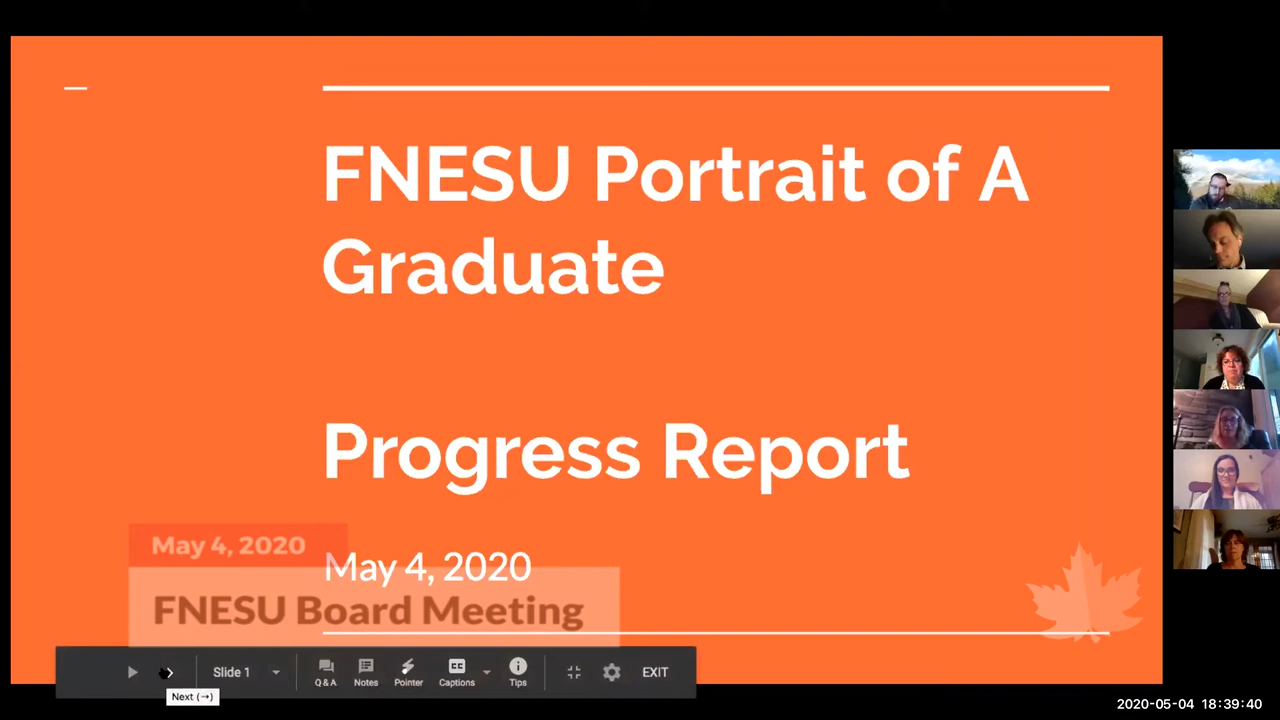 FNESU Portrait of A
Graduate
Progress Report
May 4, 2020
May 4, 2020
FNESU Board Meeting
Slide 1
Q & A
Notes
Pointer
Captions
Tips
EXIT
Next (→)
2020-05-04 18:39:40